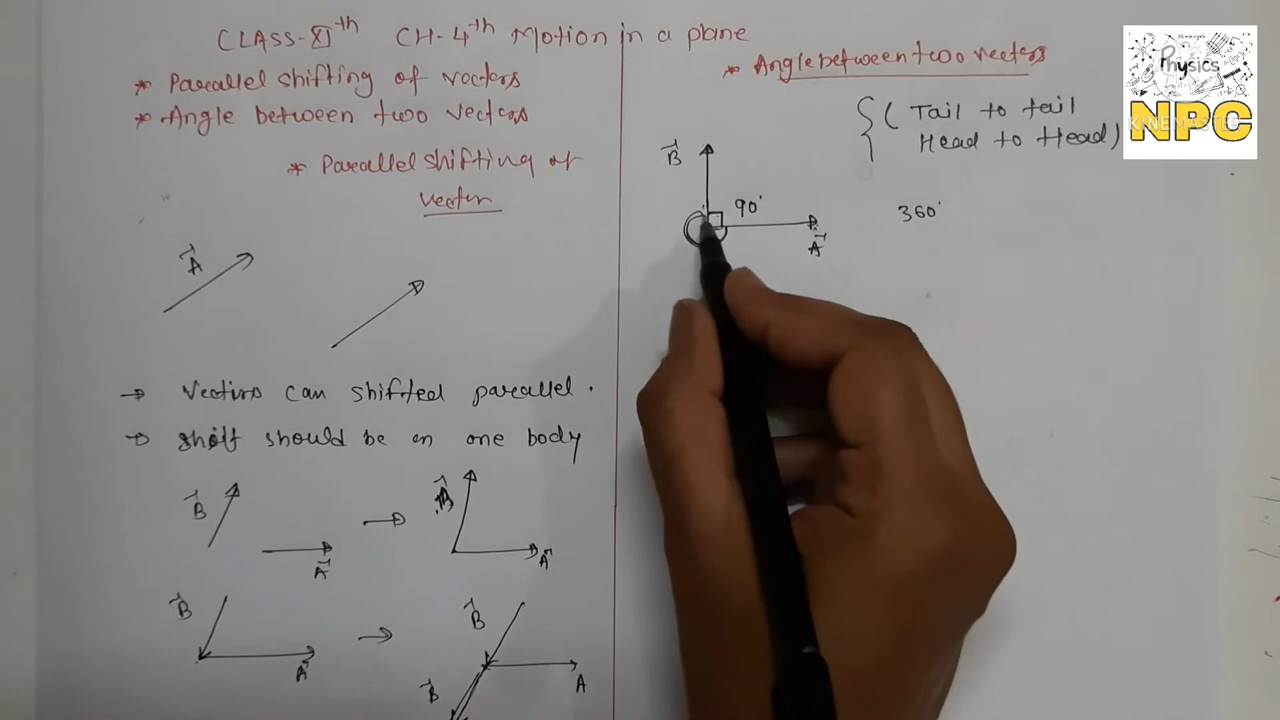 CLASS-XIth CH-4th Motion in a plane
* Parallel shifting of vectors
* Angle between two vectors
* Parallel shifting of
vector
A
→ Vectors can shifted parallel.
→ shift should be on one body
B
A
→
B
A
B
A
→
B
A
B
* Angle between two vectors
{( Tail to tail
Head to Head)
B
90°
A
360°
Physics
NPC
KINEMASTER